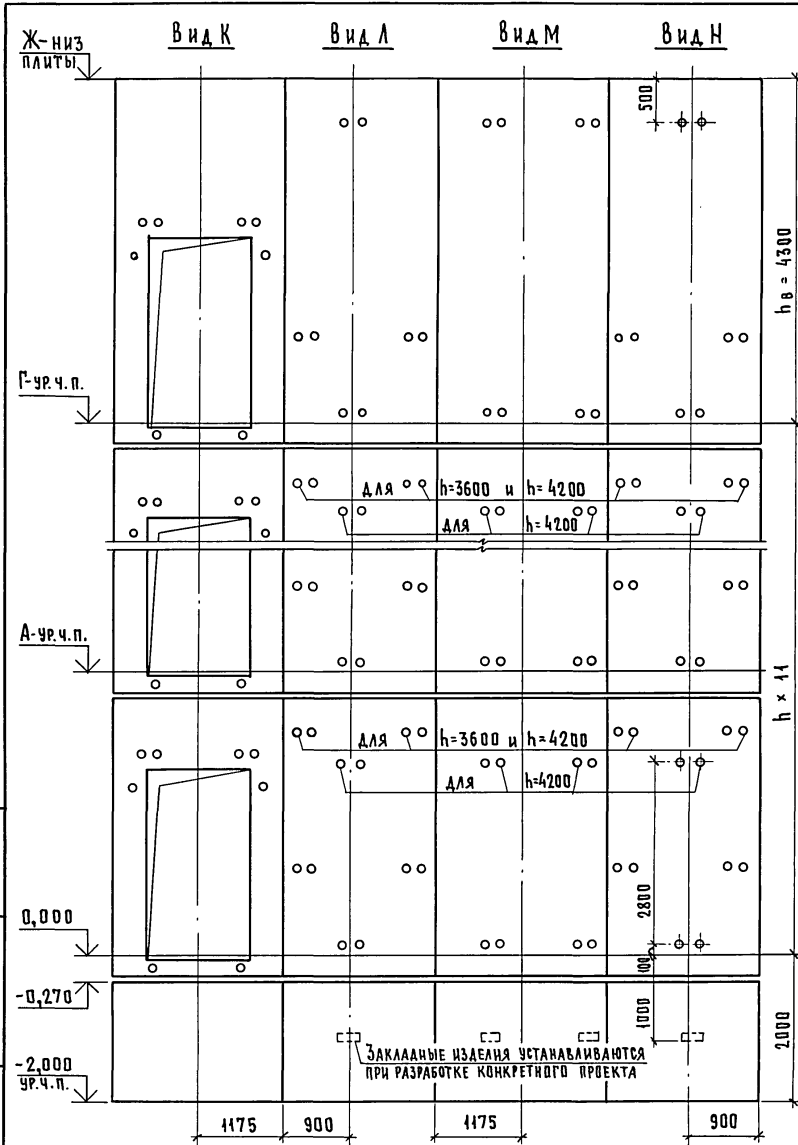 Вид К Вид Л Вид М Вид Н
Ж-низ
плиты
500
hв = 4300
Г-ур.ч.п.
для h=3600 и h=4200
для h=4200
А-ур.ч.п.
h × 11
для h=3600 и h=4200
для h=4200
2800
0,000
100
-0,270
1000
2000
Закладные изделия устанавливаются
при разработке конкретного проекта
-2,000
ур.ч.п.
1175 900 1175 900